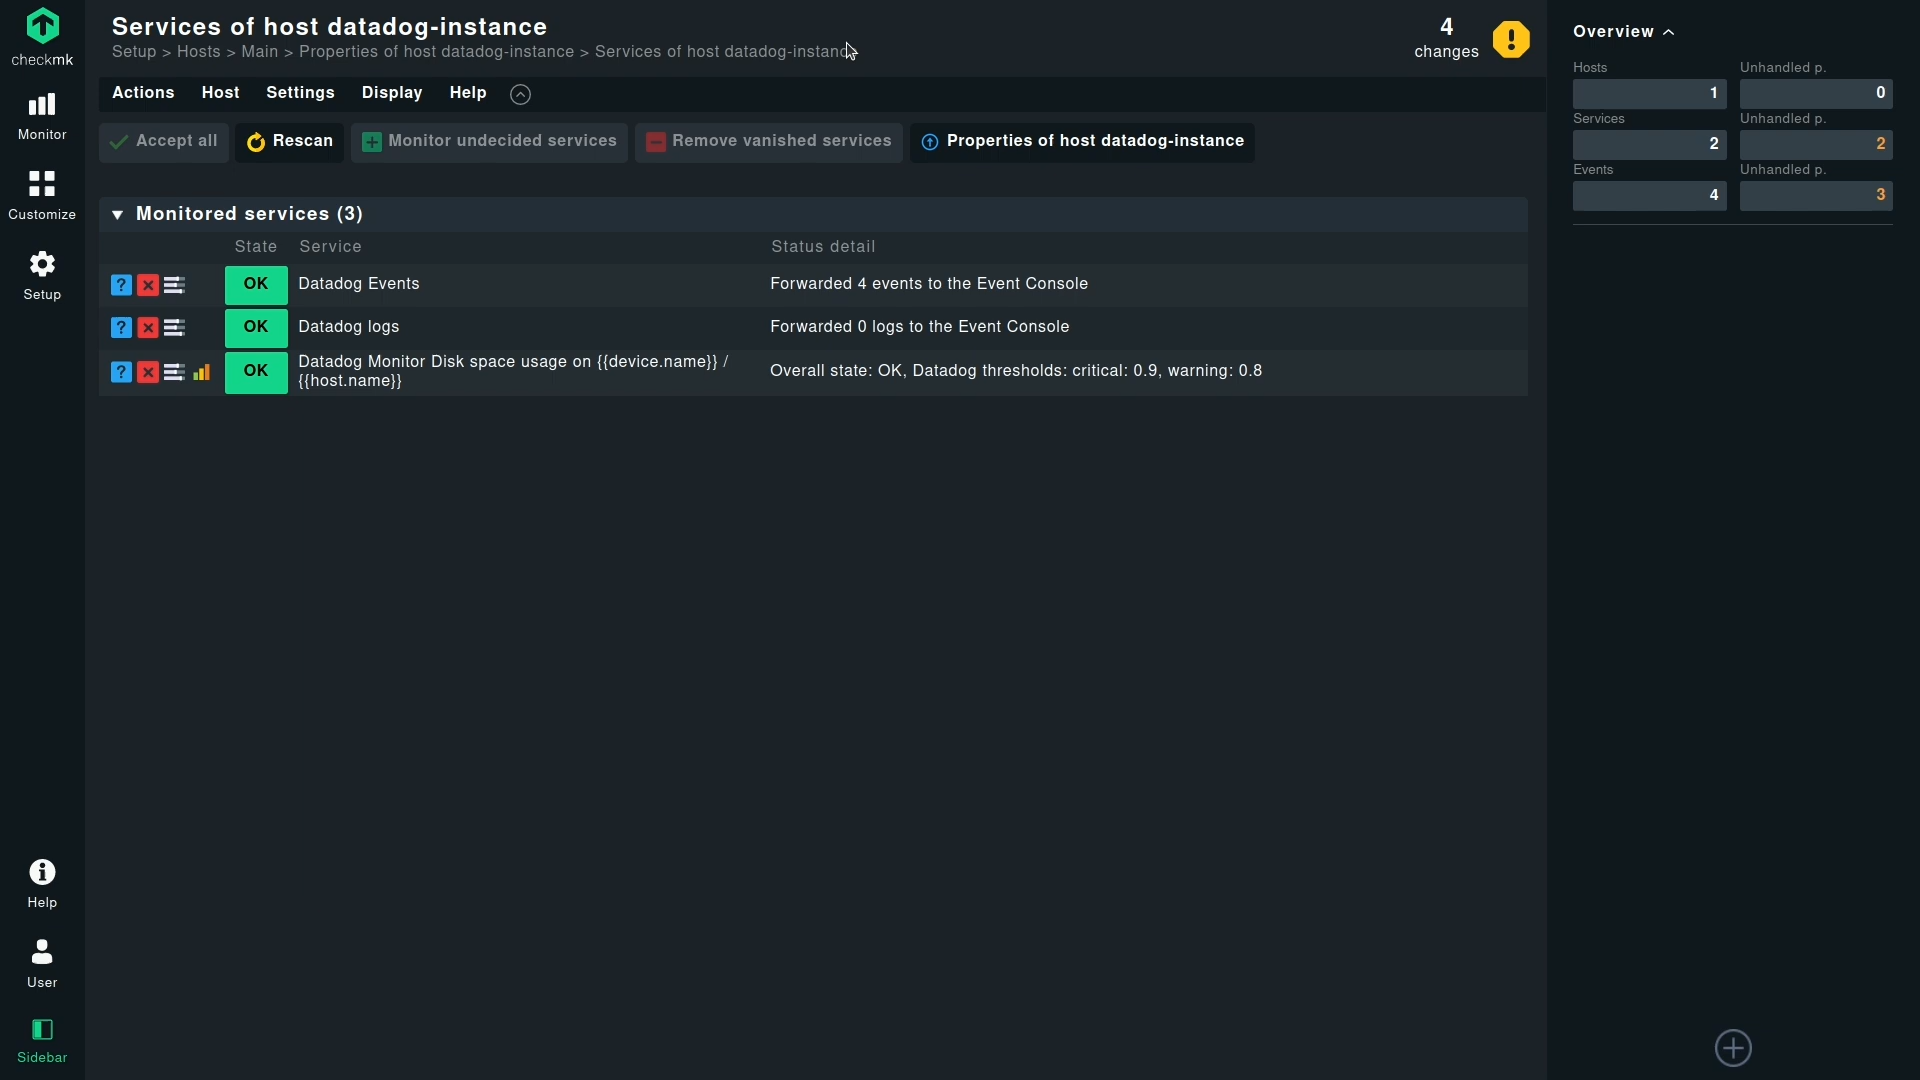 Services of host datadog-instance
Setup > Hosts > Main > Properties of host datadog-instance > Services of host datadog-instance
4
changes
checkmk
Monitor
Customize
Setup
Help
User
Sidebar
Actions Host Settings Display Help
Accept all Rescan Monitor undecided services Remove vanished services Properties of host datadog-instance
Monitored services (3)
State Service Status detail
OK Datadog Events Forwarded 4 events to the Event Console
OK Datadog logs Forwarded 0 logs to the Event Console
OK Datadog Monitor Disk space usage on {{device.name}} /
{{host.name}}
Overall state: OK, Datadog thresholds: critical: 0.9, warning: 0.8
Overview
Hosts Unhandled p.
1 0
Services Unhandled p.
2 2
Events Unhandled p.
4 3